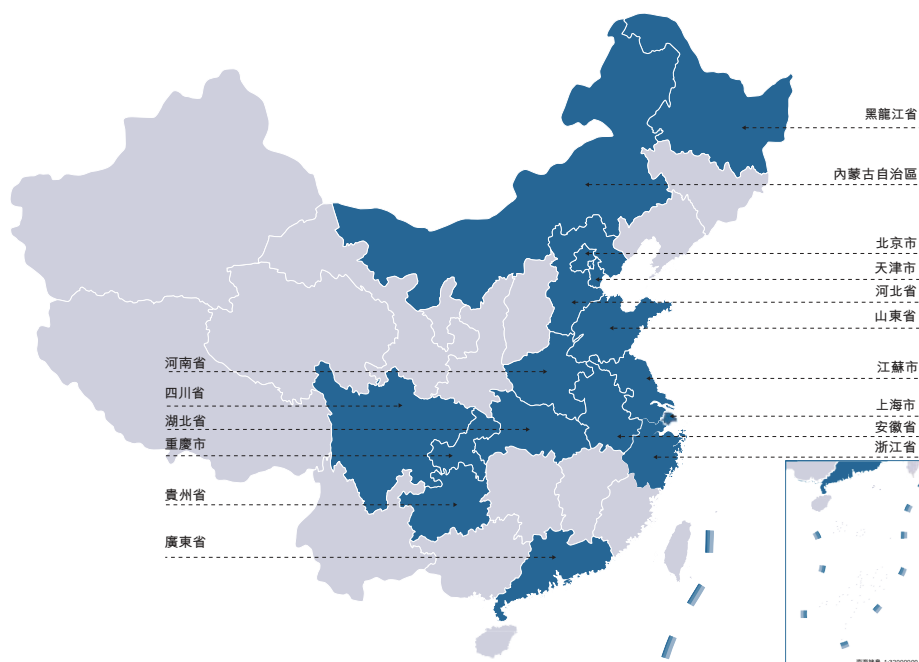 黑龍江省
內蒙古自治區
北京市
天津市
河北省
山東省
河南省
江蘇市
四川省
上海市
湖北省
安徽省
重慶市
浙江省
貴州省
廣東省